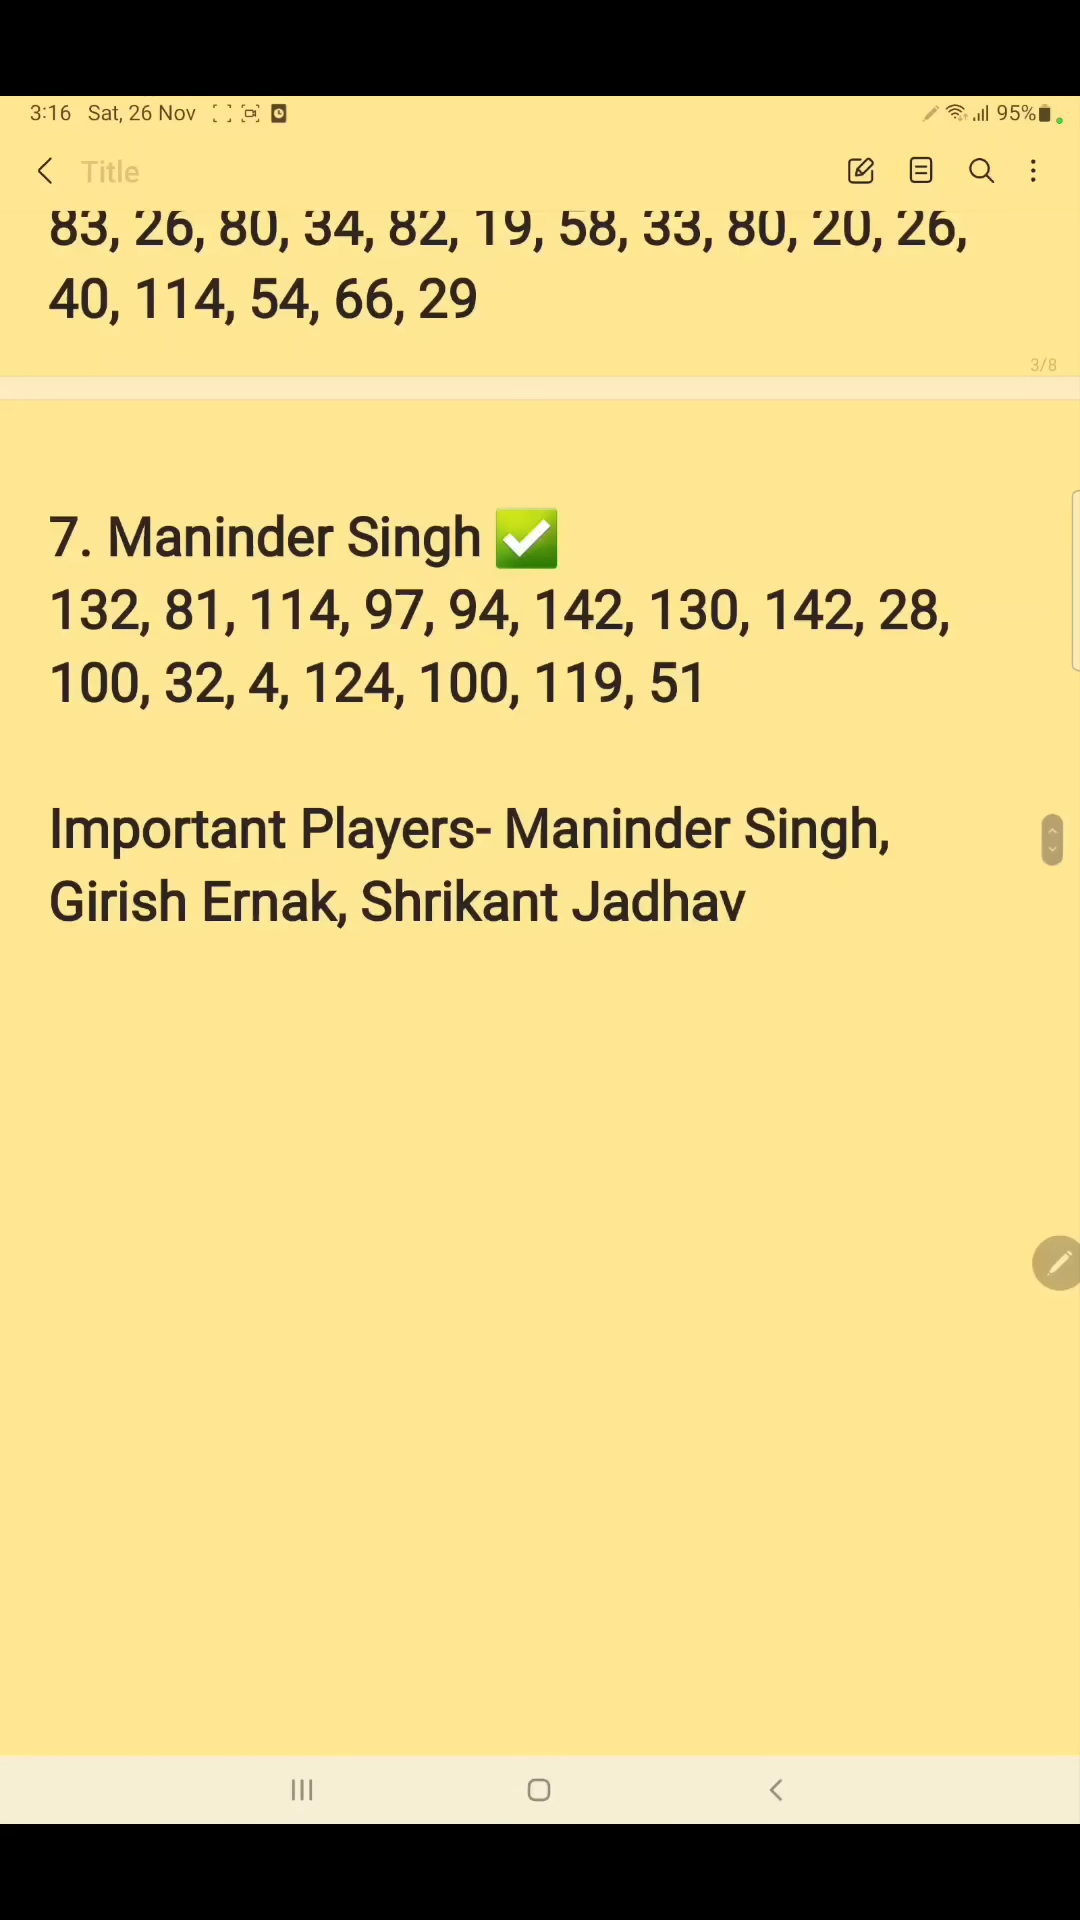 3:16 Sat, 26 Nov 95%
Title
83, 26, 80, 34, 82, 19, 58, 33, 80, 20, 26,
40, 114, 54, 66, 29
3/8
7. Maninder Singh ✅
132, 81, 114, 97, 94, 142, 130, 142, 28,
100, 32, 4, 124, 100, 119, 51
Important Players- Maninder Singh,
Girish Ernak, Shrikant Jadhav